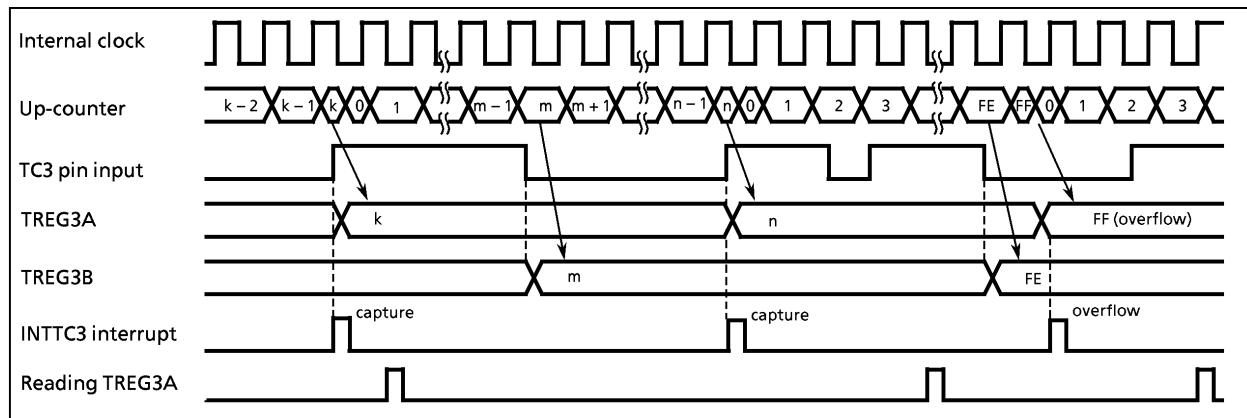 Internal clock
Up-counter
k – 2 k – 1 k 0 1 m – 1 m m + 1 n – 1 n 0 1 2 3 FE FF 0 1 2 3
TC3 pin input
TREG3A
k n FF (overflow)
TREG3B
m FE
INTTC3 interrupt
capture capture overflow
Reading TREG3A